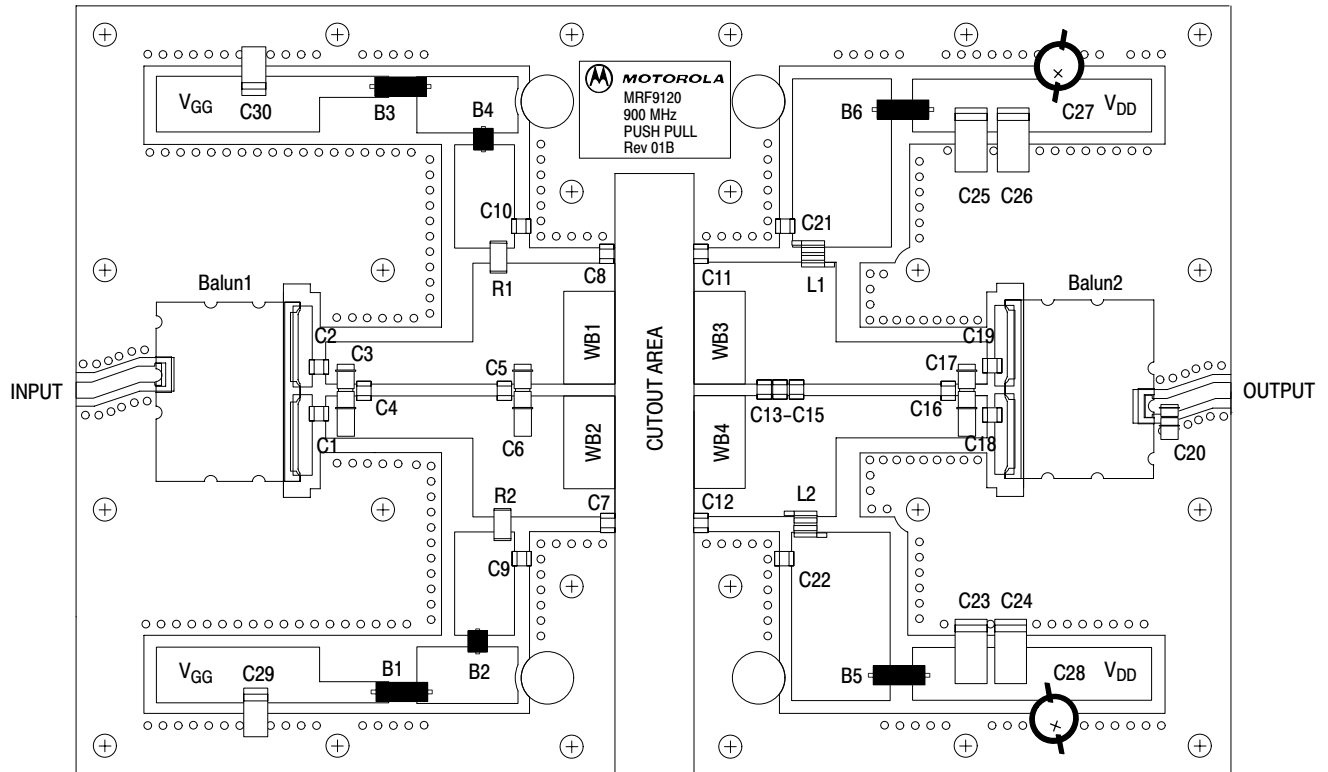 C30
VGG
B3
B4
MOTOROLA
MRF9120
900 MHz
PUSH PULL
Rev 01B
B6
C27
VDD
C25
C26
C10
C21
R1
C8
C11
L1
Balun1
Balun2
C2
C3
C5
WB1
WB3
C17
C19
INPUT
C4
CUTOUT AREA
C13–C15
C16
OUTPUT
C1
C6
WB2
WB4
C18
C20
R2
C7
C12
L2
C9
C22
C23
C24
VGG
C29
B1
B2
B5
C28
VDD